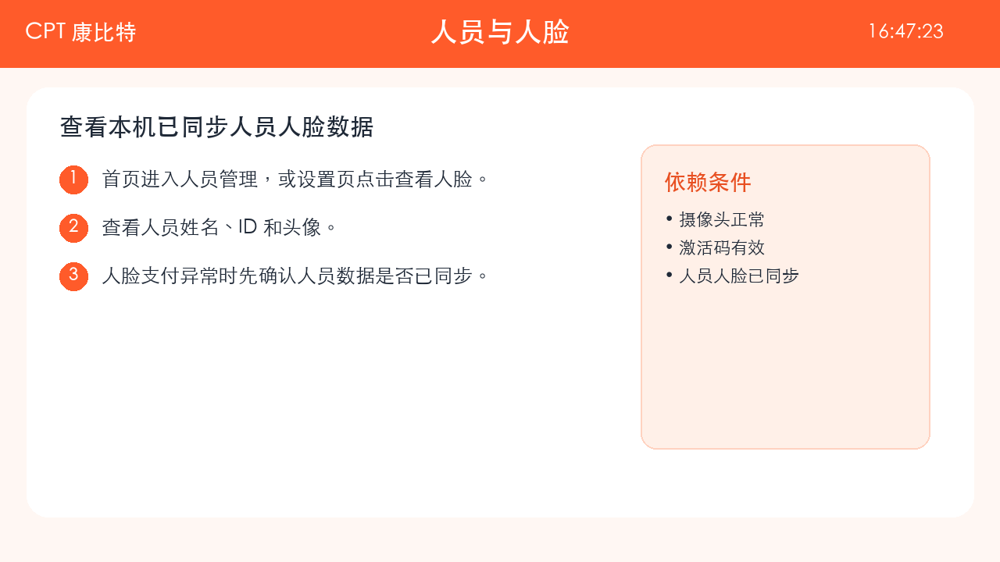 CPT 康比特
人员与人脸
16:47:23
查看本机已同步人员人脸数据
1 首页进入人员管理，或设置页点击查看人脸。
2 查看人员姓名、ID 和头像。
3 人脸支付异常时先确认人员数据是否已同步。
依赖条件
• 摄像头正常
• 激活码有效
• 人员人脸已同步